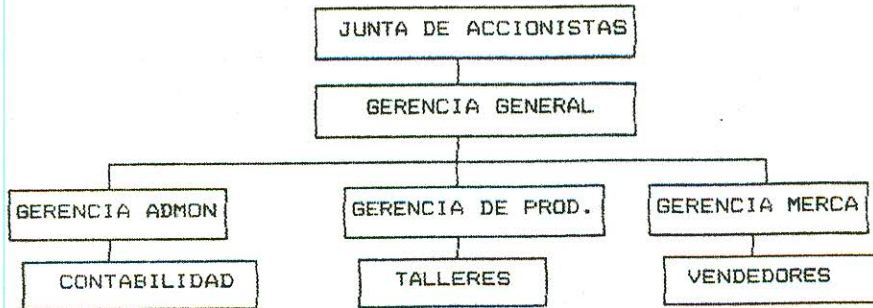 JUNTA DE ACCIONISTAS
GERENCIA GENERAL
GERENCIA ADMON
GERENCIA DE PROD.
GERENCIA MERCA
CONTABILIDAD
TALLERES
VENDEDORES